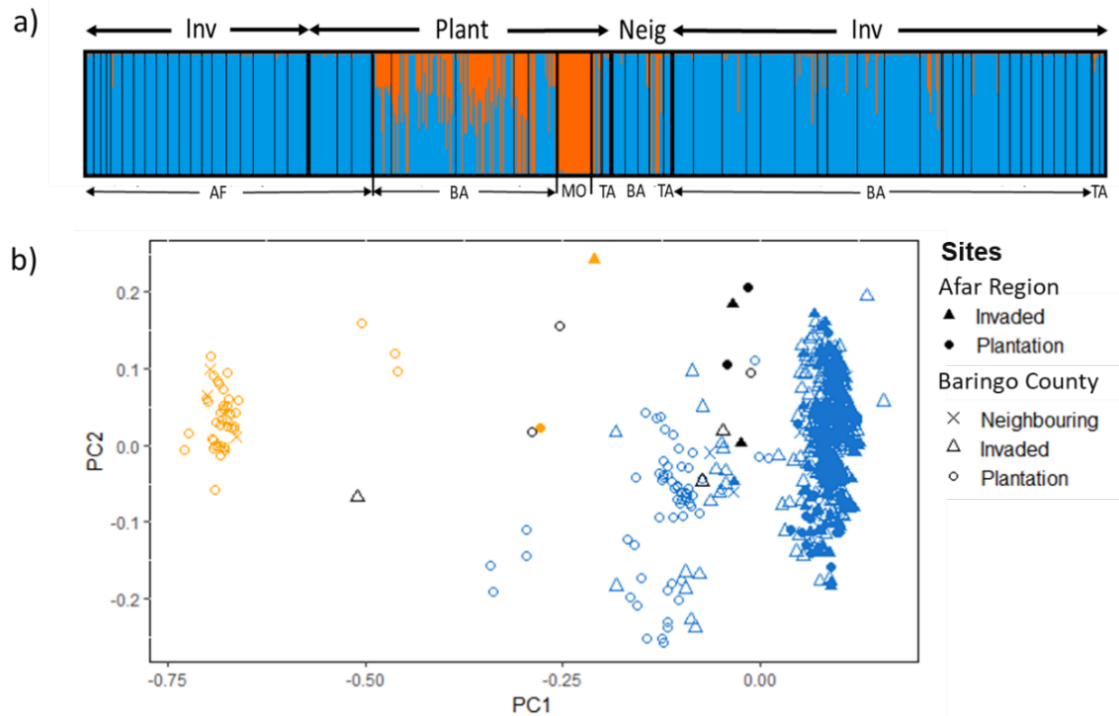 a)
Inv Plant Neig Inv
AF BA MO TA BA TA BA TA
b)
Sites
Afar Region
Invaded
Plantation
Baringo County
Neighbouring
Invaded
Plantation
PC2
0.2
0.1
0.0
-0.1
-0.2
-0.75 -0.50 -0.25 0.00
PC1